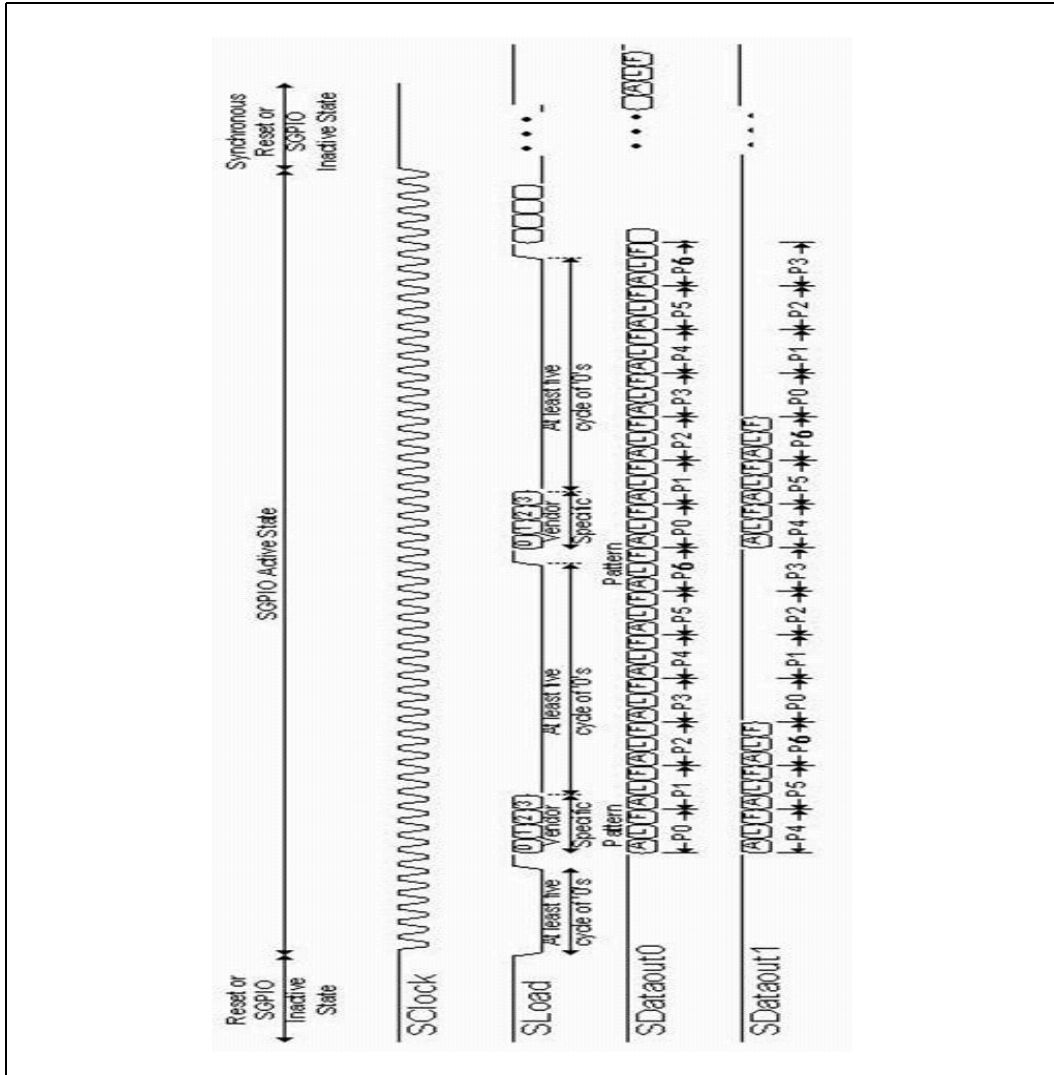 Reset or
SGPIO
Inactive
State
SGPIO Active State
Synchronous
Reset or
SGPIO
Inactive State
SClock
SLoad
At least five
cycle of '0's
0 1 2 3
Vendor
Specific
At least five
cycle of '0's
0 1 2 3
Vendor
Specific
At least five
cycle of '0's
SDataout0
Pattern
Pattern
A L F A L F A L F A L F A L F A L F A L F A L F A L F A L F A L F A L F A L F A L F
A L F
P0 P1 P2 P3 P4 P5 P6 P0 P1 P2 P3 P4 P5 P6
SDataout1
A L F A L F A L F
A L F A L F A L F
P4 P5 P6 P0 P1 P2 P3 P4 P5 P6 P0 P1 P2 P3